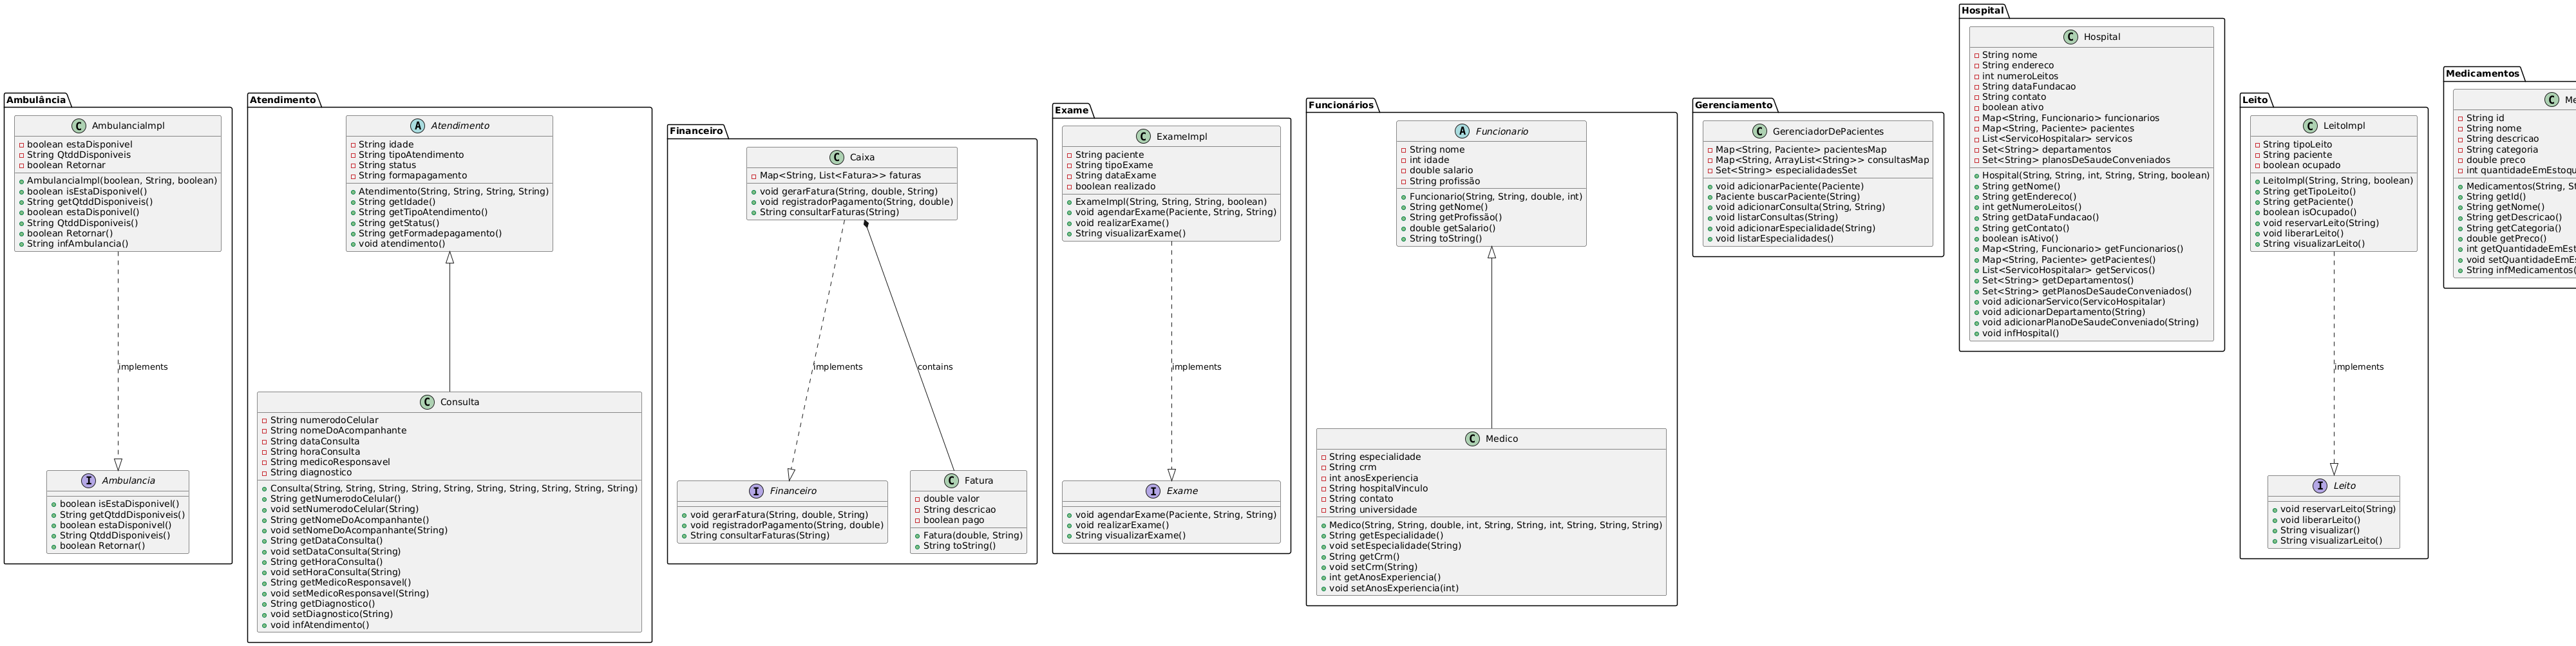 Ambulância
AmbulanciaImpl
boolean estaDisponivel
String QtddDisponiveis
boolean Retornar
AmbulanciaImpl(boolean, String, boolean)
boolean isEstaDisponivel()
String getQtddDisponiveis()
boolean estaDisponivel()
String QtddDisponiveis()
boolean Retornar()
String infAmbulancia()
implements
Ambulancia
boolean isEstaDisponivel()
String getQtddDisponiveis()
boolean estaDisponivel()
String QtddDisponiveis()
boolean Retornar()
Atendimento
Atendimento
String idade
String tipoAtendimento
String status
String formapagamento
Atendimento(String, String, String, String)
String getIdade()
String getTipoAtendimento()
String getStatus()
String getFormadepagamento()
void atendimento()
Consulta
String numerodoCelular
String nomeDoAcompanhante
String dataConsulta
String horaConsulta
String medicoResponsavel
String diagnostico
Consulta(String, String, String, String, String, String, String, String, String, String)
String getNumerodoCelular()
void setNumerodoCelular(String)
String getNomeDoAcompanhante()
void setNomeDoAcompanhante(String)
String getDataConsulta()
void setDataConsulta(String)
String getHoraConsulta()
void setHoraConsulta(String)
String getMedicoResponsavel()
void setMedicoResponsavel(String)
String getDiagnostico()
void setDiagnostico(String)
void infAtendimento()
Financeiro
Caixa
Map<String, List<Fatura>> faturas
void gerarFatura(String, double, String)
void registradorPagamento(String, double)
String consultarFaturas(String)
implements
contains
Financeiro
void gerarFatura(String, double, String)
void registradorPagamento(String, double)
String consultarFaturas(String)
Fatura
double valor
String descricao
boolean pago
Fatura(double, String)
String toString()
Exame
ExameImpl
String paciente
String tipoExame
String dataExame
boolean realizado
ExameImpl(String, String, String, boolean)
void agendarExame(Paciente, String, String)
void realizarExame()
String visualizarExame()
implements
Exame
void agendarExame(Paciente, String, String)
void realizarExame()
String visualizarExame()
Funcionários
Funcionario
String nome
int idade
double salario
String profissão
Funcionario(String, String, double, int)
String getNome()
String getProfissão()
double getSalario()
String toString()
Medico
String especialidade
String crm
int anosExperiencia
String hospitalVinculo
String contato
String universidade
Medico(String, String, double, int, String, String, int, String, String, String)
String getEspecialidade()
void setEspecialidade(String)
String getCrm()
void setCrm(String)
int getAnosExperiencia()
void setAnosExperiencia(int)
Gerenciamento
GerenciadorDePacientes
Map<String, Paciente> pacientesMap
Map<String, ArrayList<String>> consultasMap
Set<String> especialidadesSet
void adicionarPaciente(Paciente)
Paciente buscarPaciente(String)
void adicionarConsulta(String, String)
void listarConsultas(String)
void adicionarEspecialidade(String)
void listarEspecialidades()
Hospital
Hospital
String nome
String endereco
int numeroLeitos
String dataFundacao
String contato
boolean ativo
Map<String, Funcionario> funcionarios
Map<String, Paciente> pacientes
List<ServicoHospitalar> servicos
Set<String> departamentos
Set<String> planosDeSaudeConveniados
Hospital(String, String, int, String, String, boolean)
String getNome()
String getEndereco()
int getNumeroLeitos()
String getDataFundacao()
String getContato()
boolean isAtivo()
Map<String, Funcionario> getFuncionarios()
Map<String, Paciente> getPacientes()
List<ServicoHospitalar> getServicos()
Set<String> getDepartamentos()
Set<String> getPlanosDeSaudeConveniados()
void adicionarServico(ServicoHospitalar)
void adicionarDepartamento(String)
void adicionarPlanoDeSaudeConveniado(String)
void infHospital()
Leito
LeitoImpl
String tipoLeito
String paciente
boolean ocupado
LeitoImpl(String, String, boolean)
String getTipoLeito()
String getPaciente()
boolean isOcupado()
void reservarLeito(String)
void liberarLeito()
String visualizarLeito()
implements
Leito
void reservarLeito(String)
void liberarLeito()
String visualizar()
String visualizarLeito()
Medicamentos
Me
String id
String nome
String descricao
String categoria
double preco
int quantidadeEmEstoqu
Medicamentos(String, St
String getId()
String getNome()
String getDescricao()
String getCategoria()
double getPreco()
int getQuantidadeEmEst
void setQuantidadeEmEs
String infMedicamentos(